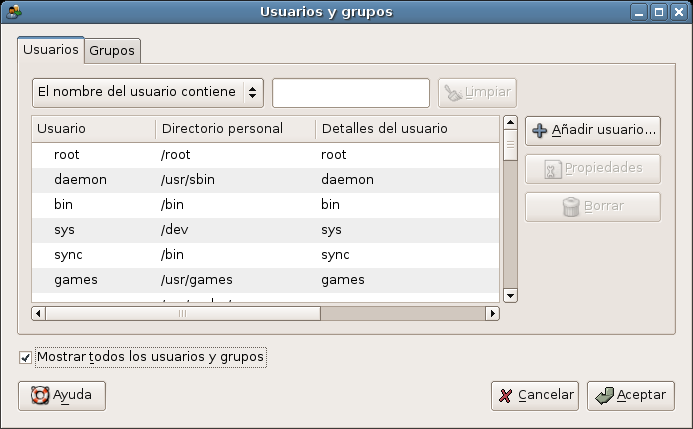 Usuarios y grupos
Usuarios Grupos
El nombre del usuario contiene Limpiar
Usuario Directorio personal Detalles del usuario
root /root root
daemon /usr/sbin daemon
bin /bin bin
sys /dev sys
sync /bin sync
games /usr/games games
Añadir usuario...
Propiedades
Borrar
Mostrar todos los usuarios y grupos
Ayuda Cancelar Aceptar